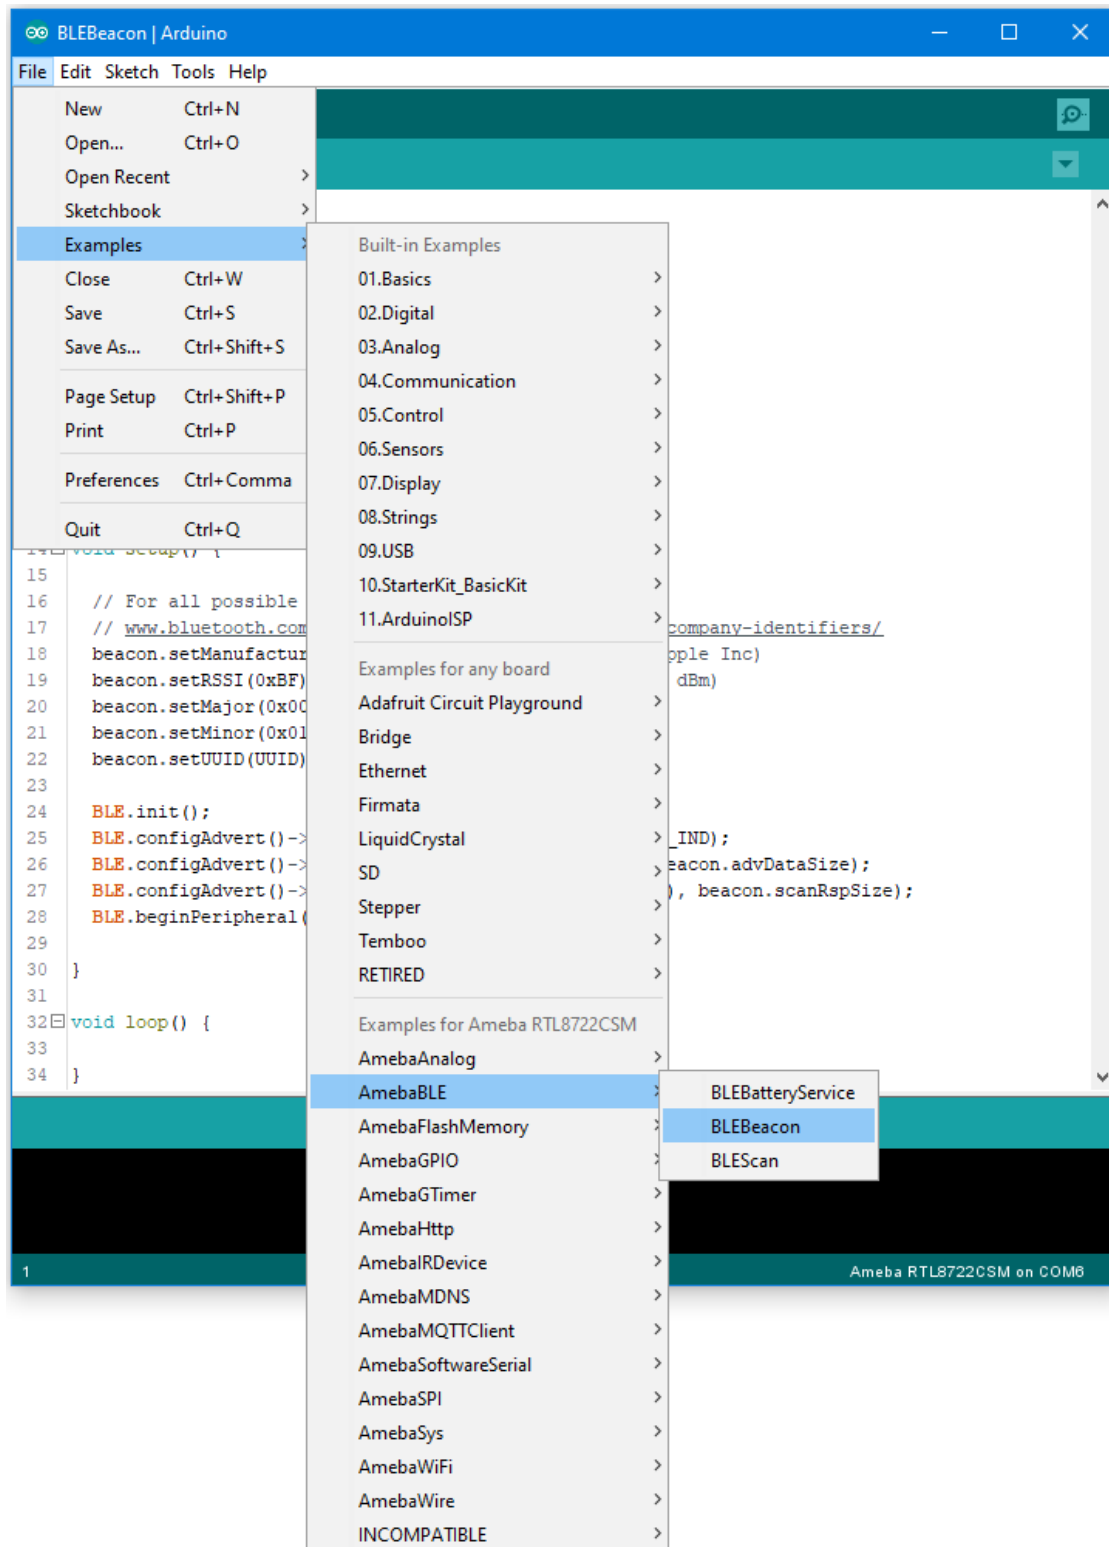 BLEBeacon | Arduino
File Edit Sketch Tools Help
New Ctrl+N
Open... Ctrl+O
Open Recent
Sketchbook
Examples
Close Ctrl+W
Save Ctrl+S
Save As... Ctrl+Shift+S
Page Setup Ctrl+Shift+P
Print Ctrl+P
Preferences Ctrl+Comma
Quit Ctrl+Q
Built-in Examples
01.Basics
02.Digital
03.Analog
04.Communication
05.Control
06.Sensors
07.Display
08.Strings
09.USB
10.StarterKit_BasicKit
11.ArduinoISP
Examples for any board
Adafruit Circuit Playground
Bridge
Ethernet
Firmata
LiquidCrystal
SD
Stepper
Temboo
RETIRED
Examples for Ameba RTL8722CSM
AmebaAnalog
AmebaBLE
AmebaFlashMemory
AmebaGPIO
AmebaGTimer
AmebaHttp
AmebaIRDevice
AmebaMDNS
AmebaMQTTClient
AmebaSoftwareSerial
AmebaSPI
AmebaSys
AmebaWiFi
AmebaWire
INCOMPATIBLE
BLEBatteryService
BLEBeacon
BLEScan
14 void setup() {
15
16 // For all possible
17 // www.bluetooth.com company-identifiers/
18 beacon.setManufactur pple Inc)
19 beacon.setRSSI(0xBF) dBm)
20 beacon.setMajor(0x00
21 beacon.setMinor(0x01
22 beacon.setUUID(UUID)
23
24 BLE.init();
25 BLE.configAdvert()-> _IND);
26 BLE.configAdvert()-> eacon.advDataSize);
27 BLE.configAdvert()-> ), beacon.scanRspSize);
28 BLE.beginPeripheral(
29
30 }
31
32 void loop() {
33
34 }
1 Ameba RTL8722CSM on COM6